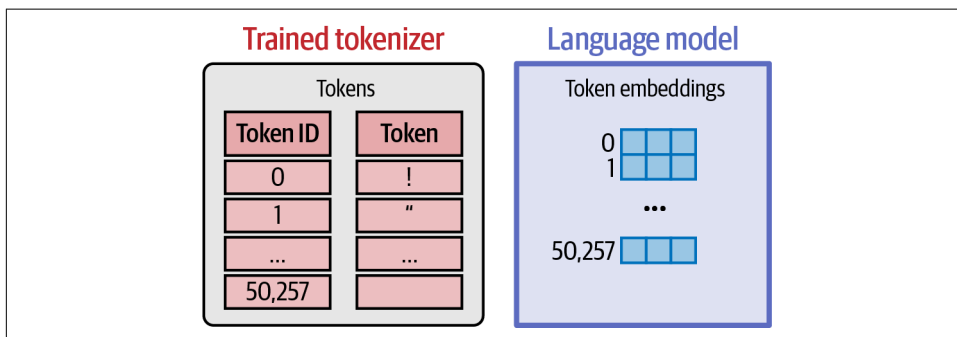 Trained tokenizer
Language model
Tokens
Token ID Token
0 !
1 "
... ...
50,257
Token embeddings
0
1
...
50,257